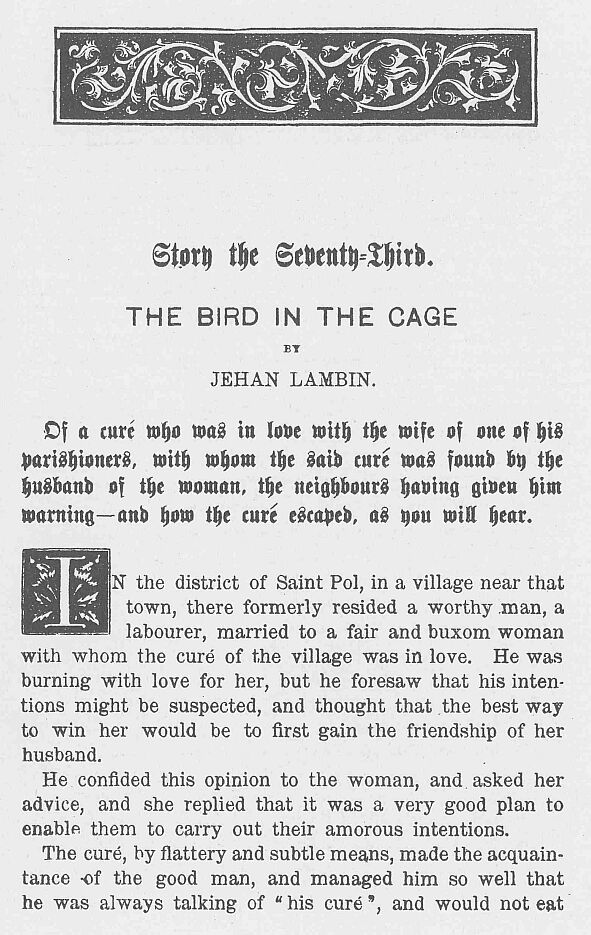 Story the Seventy-Third.
THE BIRD IN THE CAGE
BY
JEHAN LAMBIN.
Of a curé who was in love with the wife of one of his
parishioners, with whom the said curé was found by the
husband of the woman, the neighbours having given him
warning—and how the curé escaped, as you will hear.
IN the district of Saint Pol, in a village near that
town, there formerly resided a worthy man, a
labourer, married to a fair and buxom woman
with whom the curé of the village was in love. He was
burning with love for her, but he foresaw that his inten-
tions might be suspected, and thought that the best way
to win her would be to first gain the friendship of her
husband.
He confided this opinion to the woman, and asked her
advice, and she replied that it was a very good plan to
enable them to carry out their amorous intentions.
The curé, by flattery and subtle means, made the acquain-
tance of the good man, and managed him so well that
he was always talking of "his curé", and would not eat